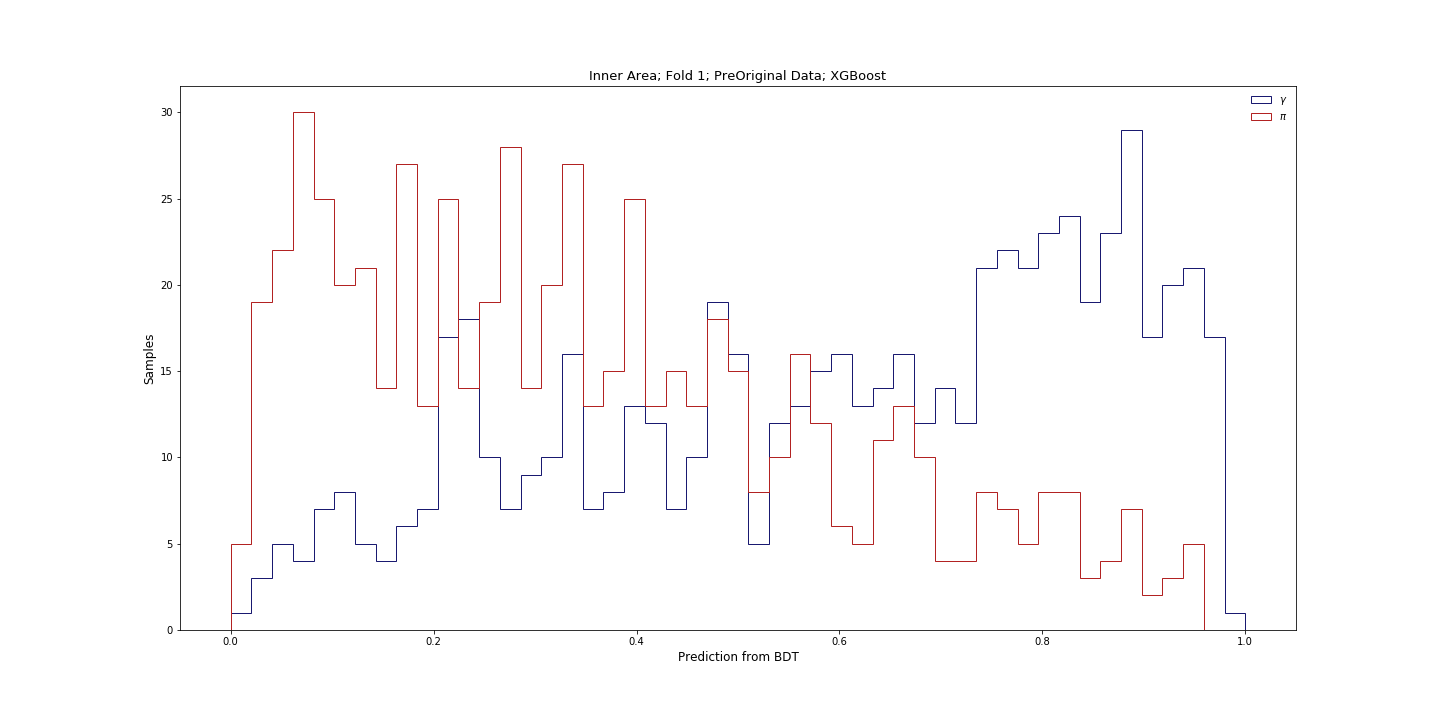 Inner Area; Fold 1; PreOriginal Data; XGBoost
γ
π
30
25
20
15
10
5
0
Samples
0.0 0.2 0.4 0.6 0.8 1.0
Prediction from BDT